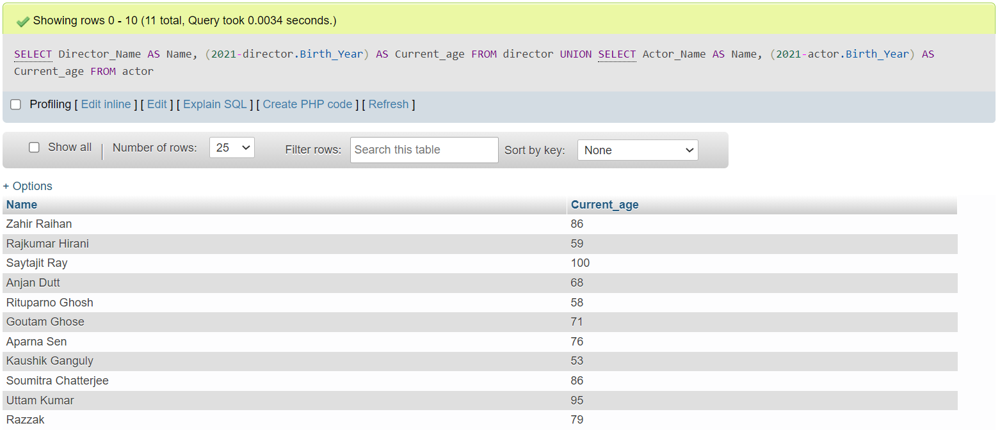 Showing rows 0 - 10 (11 total, Query took 0.0034 seconds.)
SELECT Director_Name AS Name, (2021-director.Birth_Year) AS Current_age FROM director UNION SELECT Actor_Name AS Name, (2021-actor.Birth_Year) AS
Current_age FROM actor
Profiling [ Edit inline ] [ Edit ] [ Explain SQL ] [ Create PHP code ] [ Refresh ]
Show all | Number of rows: 25 Filter rows: Search this table Sort by key: None
+ Options
Name Current_age
Zahir Raihan 86
Rajkumar Hirani 59
Saytajit Ray 100
Anjan Dutt 68
Rituparno Ghosh 58
Goutam Ghose 71
Aparna Sen 76
Kaushik Ganguly 53
Soumitra Chatterjee 86
Uttam Kumar 95
Razzak 79